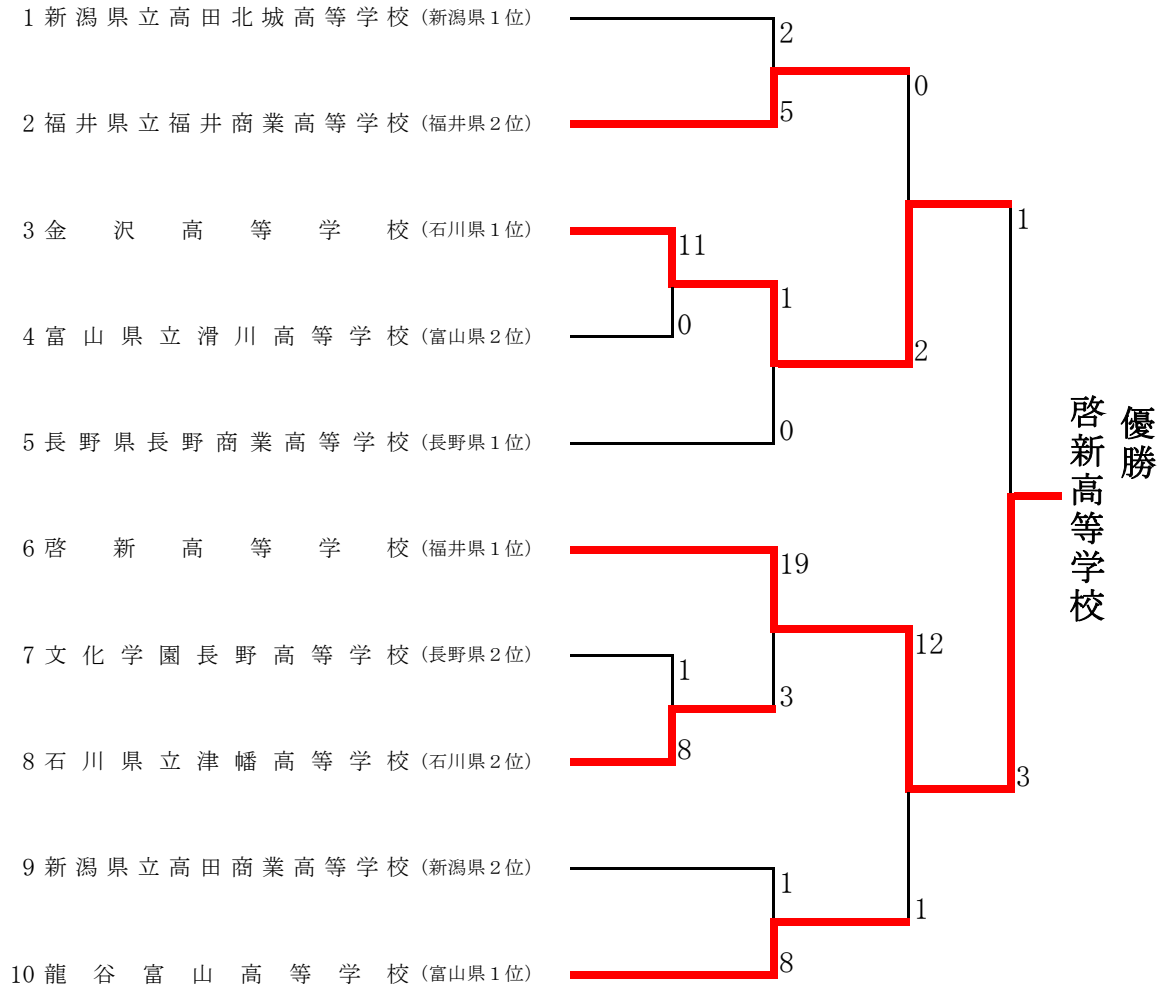 1 新潟県立高田北城高等学校 (新潟県1位)
2
0
2 福井県立福井商業高等学校 (福井県2位)
5
3 金沢高等学校 (石川県1位)
11
1
1
4 富山県立滑川高等学校 (富山県2位)
0
2
5 長野県長野商業高等学校 (長野県1位)
0
優勝
啓新高等学校
6 啓新高等学校 (福井県1位)
19
12
7 文化学園長野高等学校 (長野県2位)
1
3
8 石川県立津幡高等学校 (石川県2位)
8
3
9 新潟県立高田商業高等学校 (新潟県2位)
1
1
10 龍谷富山高等学校 (富山県1位)
8